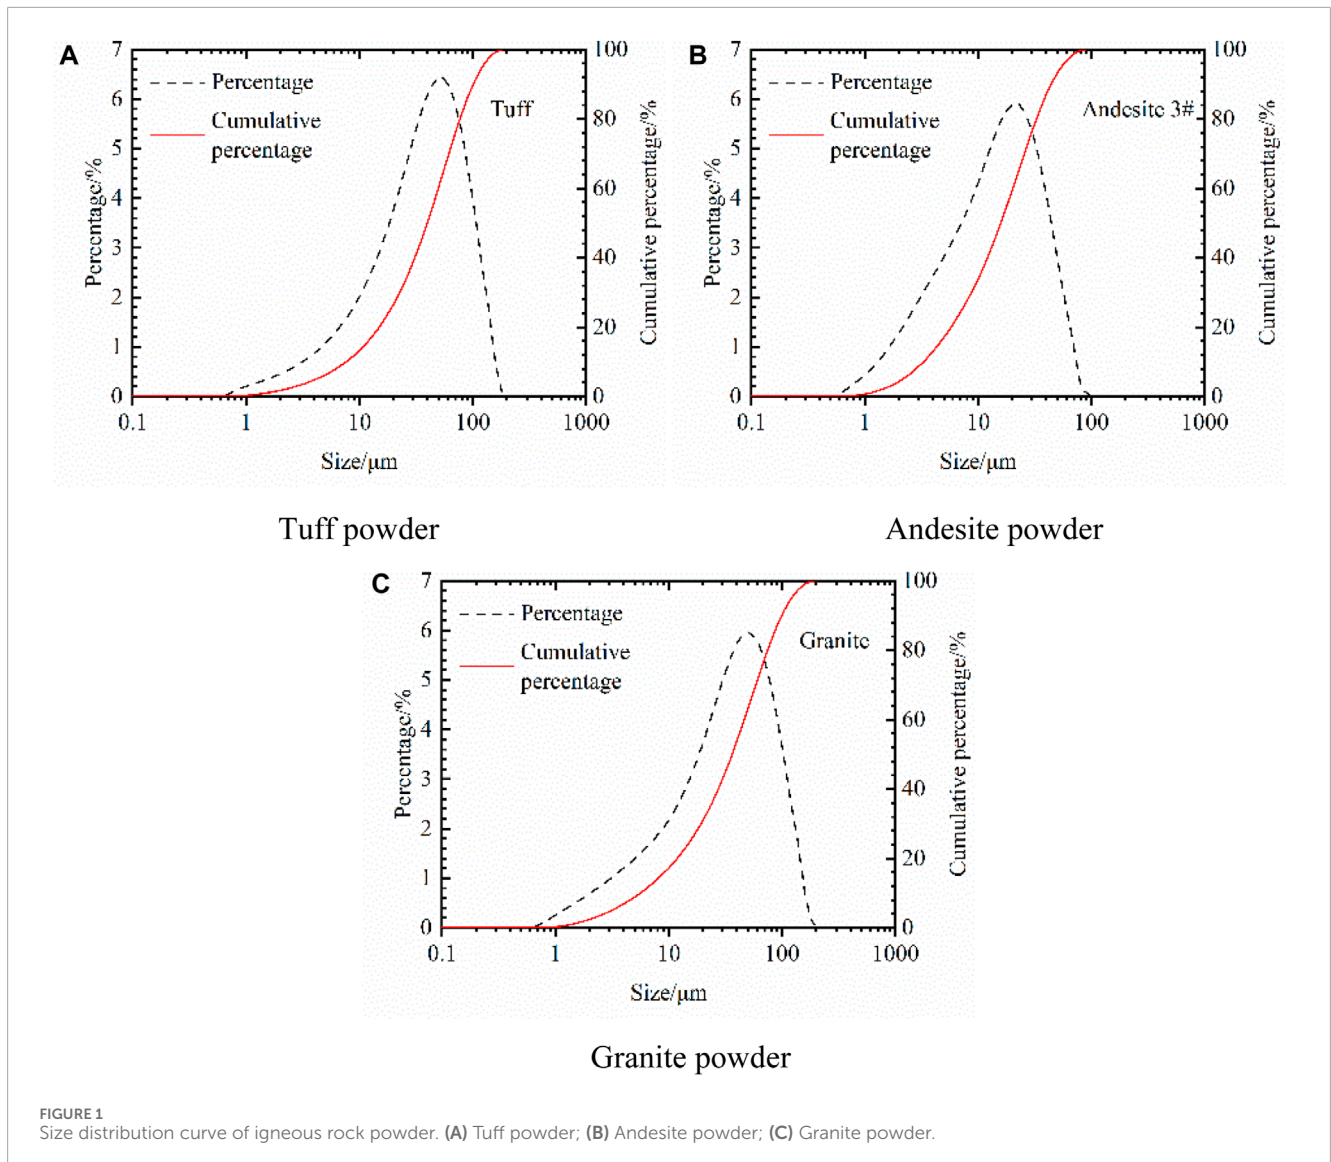 A
7
6
5
4
3
2
1
0
Percentage/%
Percentage
Cumulative
percentage
Tuff
100
80
60
40
20
0
Cumulative percentage/%
0.1 1 10 100 1000
Size/μm
Tuff powder
B
7
6
5
4
3
2
1
0
Percentage/%
Percentage
Cumulative
percentage
Andesite 3#
100
80
60
40
20
0
Cumulative percentage/%
0.1 1 10 100 1000
Size/μm
Andesite powder
C
7
6
5
4
3
2
1
0
Percentage/%
Percentage
Cumulative
percentage
Granite
100
80
60
40
20
0
Cumulative percentage/%
0.1 1 10 100 1000
Size/μm
Granite powder
FIGURE 1
Size distribution curve of igneous rock powder. (A) Tuff powder; (B) Andesite powder; (C) Granite powder.